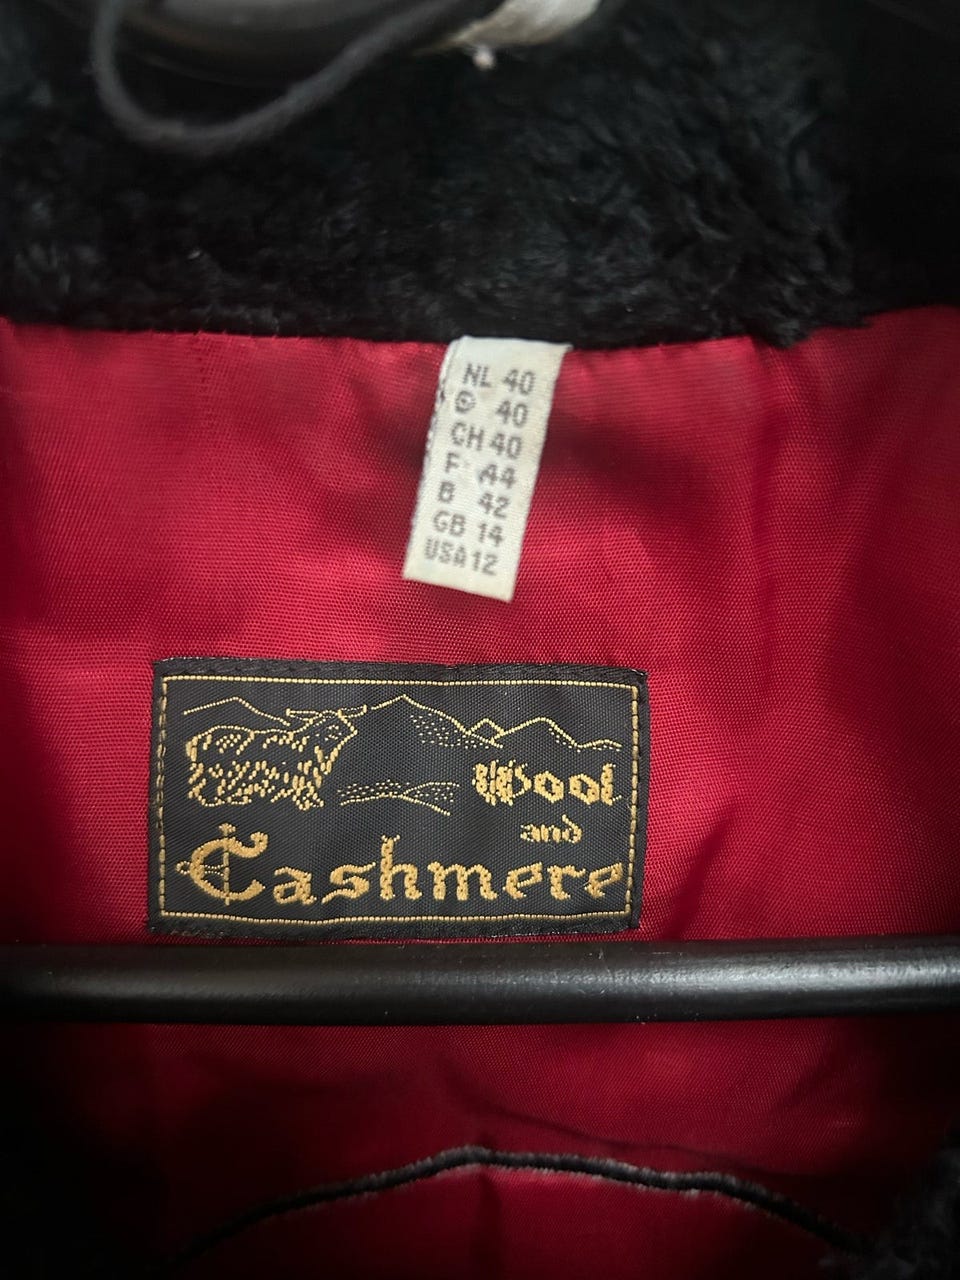 NL 40
D 40
CH 40
F 44
B 42
GB 14
USA 12
Wool
and
Cashmere